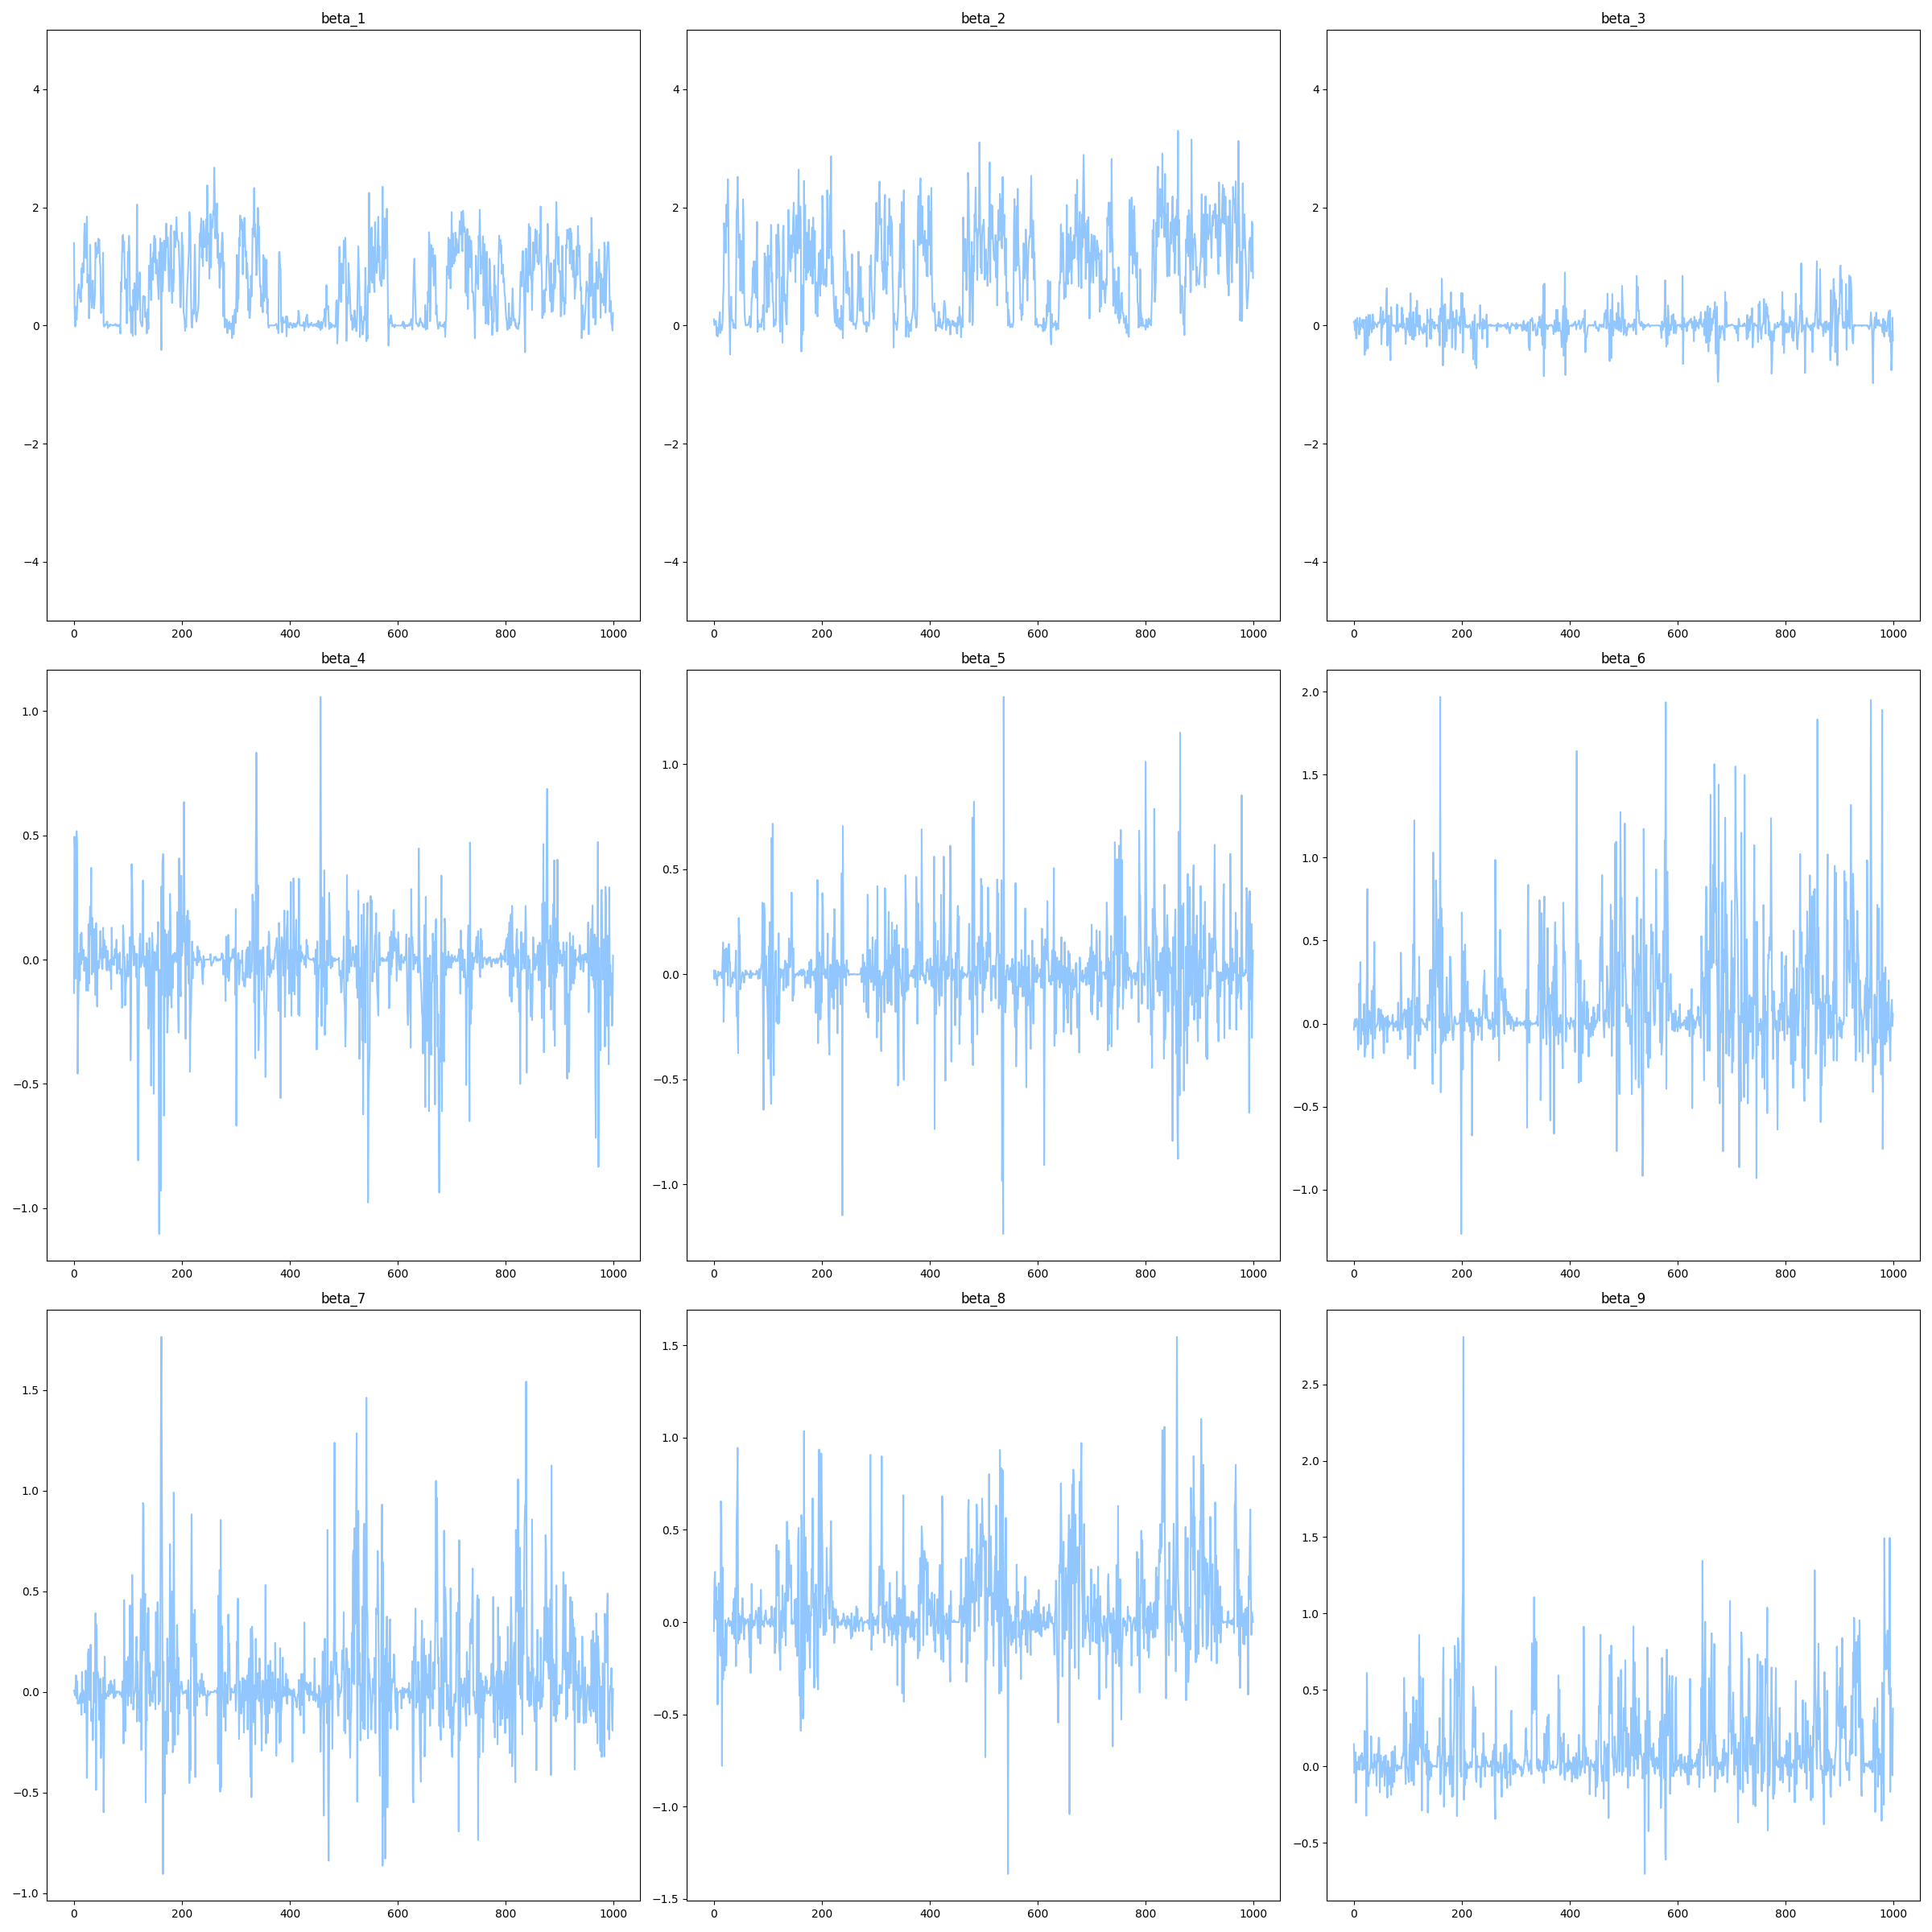 beta_1 beta_2 beta_3
4 4 4
2 2 2
0 0 0
−2 −2 −2
−4 −4 −4
0 200 400 600 800 1000 0 200 400 600 800 1000 0 200 400 600 800 1000
beta_4 beta_5 beta_6
1.0 1.0 2.0
0.5 0.5 1.5
0.0 0.0 1.0
−0.5 −0.5 0.5
−1.0 −1.0 0.0
−0.5
−1.0
0 200 400 600 800 1000 0 200 400 600 800 1000 0 200 400 600 800 1000
beta_7 beta_8 beta_9
1.5 1.5 2.5
1.0 1.0 2.0
0.5 0.5 1.5
0.0 0.0 1.0
−0.5 −0.5 0.5
−1.0 −1.0 0.0
−1.5 −0.5
0 200 400 600 800 1000 0 200 400 600 800 1000 0 200 400 600 800 1000